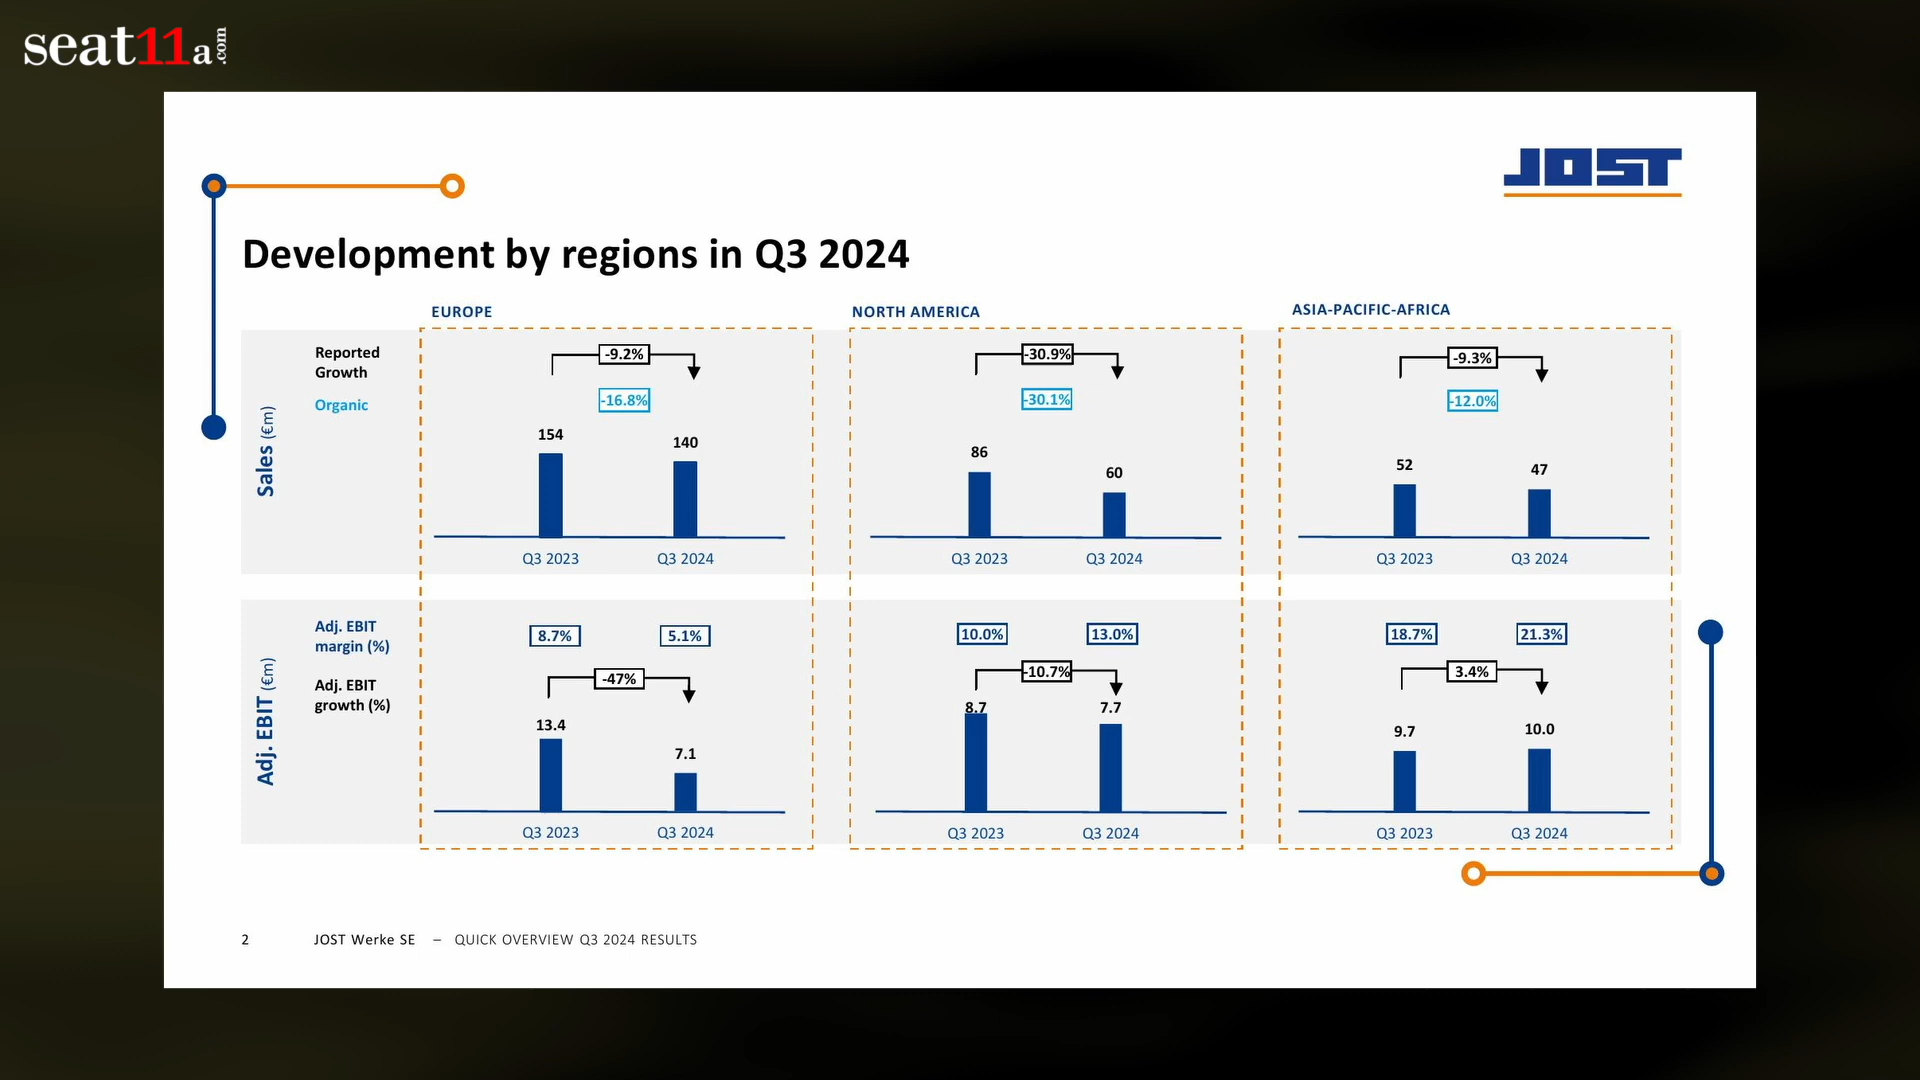 seat11a.com
JOST
Development by regions in Q3 2024
EUROPE
NORTH AMERICA
ASIA-PACIFIC-AFRICA
Sales (€m)
Reported
Growth
Organic
-9.2%
-16.8%
154
140
Q3 2023
Q3 2024
-30.9%
-30.1%
86
60
Q3 2023
Q3 2024
-9.3%
-12.0%
52
47
Q3 2023
Q3 2024
Adj. EBIT (€m)
Adj. EBIT
margin (%)
Adj. EBIT
growth (%)
8.7%
5.1%
-47%
13.4
7.1
Q3 2023
Q3 2024
10.0%
13.0%
-10.7%
8.7
7.7
Q3 2023
Q3 2024
18.7%
21.3%
3.4%
9.7
10.0
Q3 2023
Q3 2024
2 JOST Werke SE – QUICK OVERVIEW Q3 2024 RESULTS